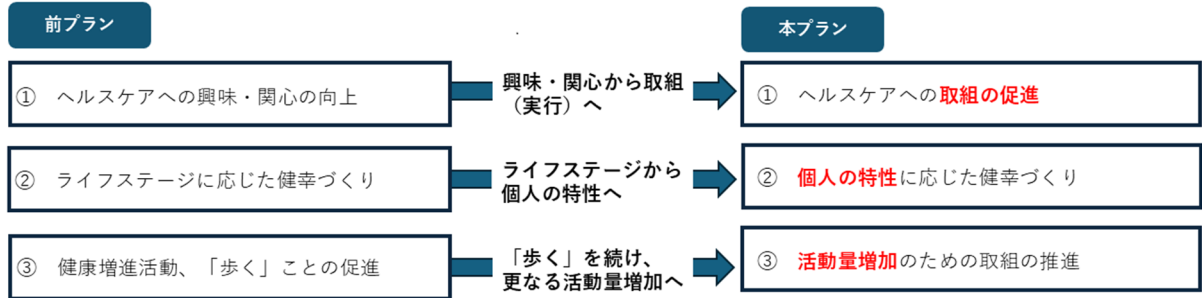 前プラン
本プラン
① ヘルスケアへの興味・関心の向上
興味・関心から取組
（実行）へ
① ヘルスケアへの取組の促進
② ライフステージに応じた健幸づくり
ライフステージから
個人の特性へ
② 個人の特性に応じた健幸づくり
③ 健康増進活動、「歩く」ことの促進
「歩く」を続け、
更なる活動量増加へ
③ 活動量増加のための取組の推進